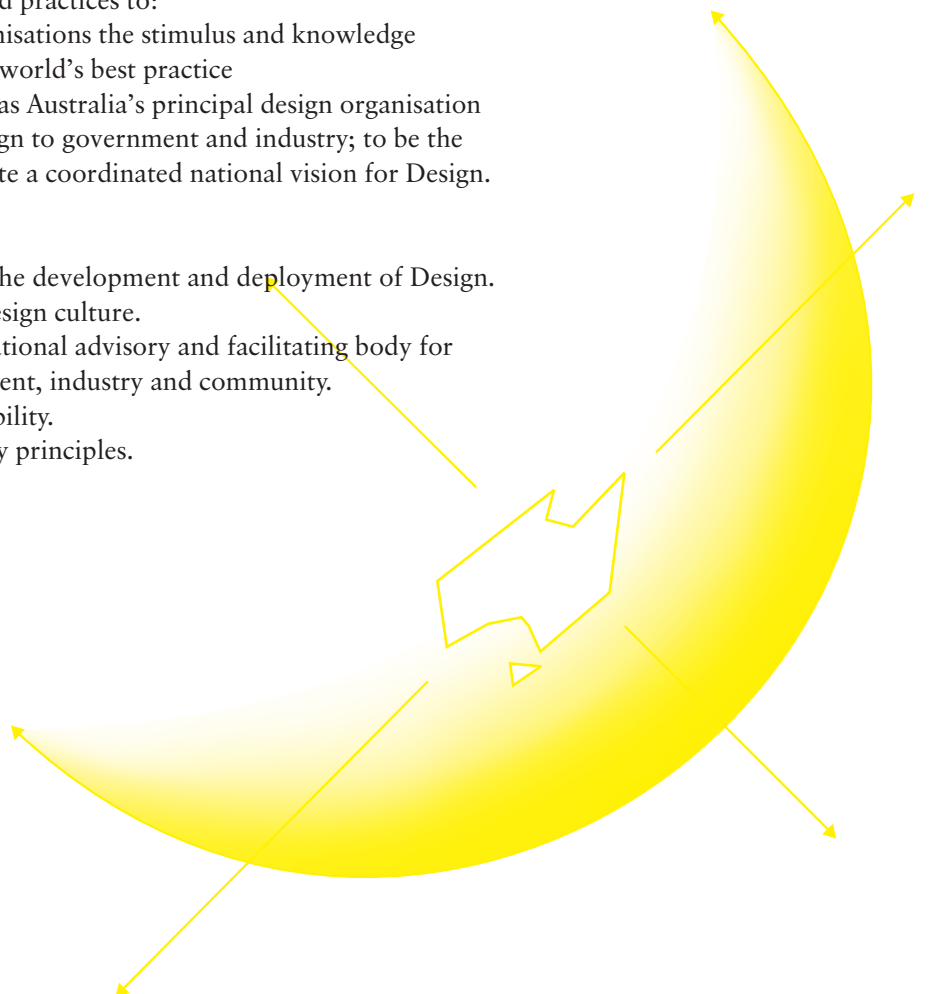 practices to:
nisations the stimulus and knowledge
world’s best practice
as Australia’s principal design organisation
gn to government and industry; to be the
te a coordinated national vision for Design.
he development and deployment of Design.
esign culture.
ational advisory and facilitating body for
ent, industry and community.
bility.
y principles.